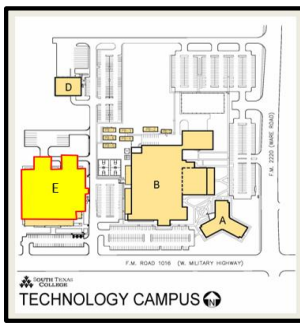 D
E
B
A
F.M. 2220 (WARE ROAD)
F.M. ROAD 1016 (W. MILITARY HIGHWAY)
SOUTH TEXAS
COLLEGE
TECHNOLOGY CAMPUS
N